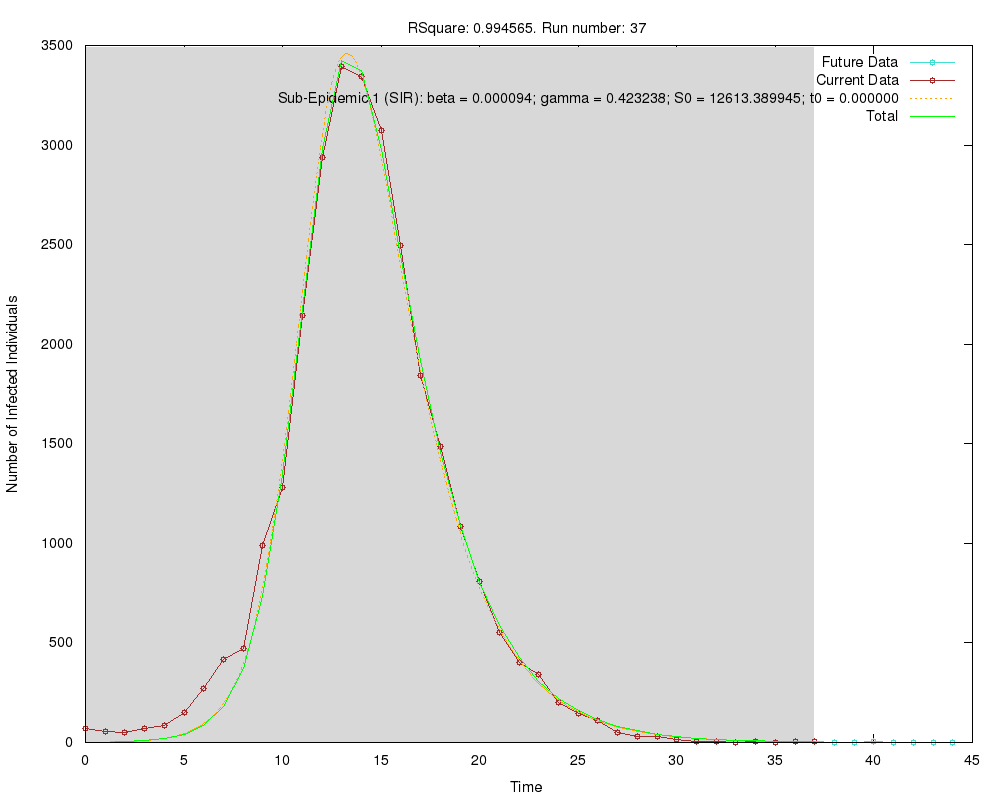 RSquare: 0.994565. Run number: 37
Future Data
Current Data
Sub-Epidemic 1 (SIR): beta = 0.000094; gamma = 0.423238; S0 = 12613.389945; t0 = 0.000000
Total
3500
3000
2500
2000
1500
1000
500
0
Number of Infected Individuals
0 5 10 15 20 25 30 35 40 45
Time